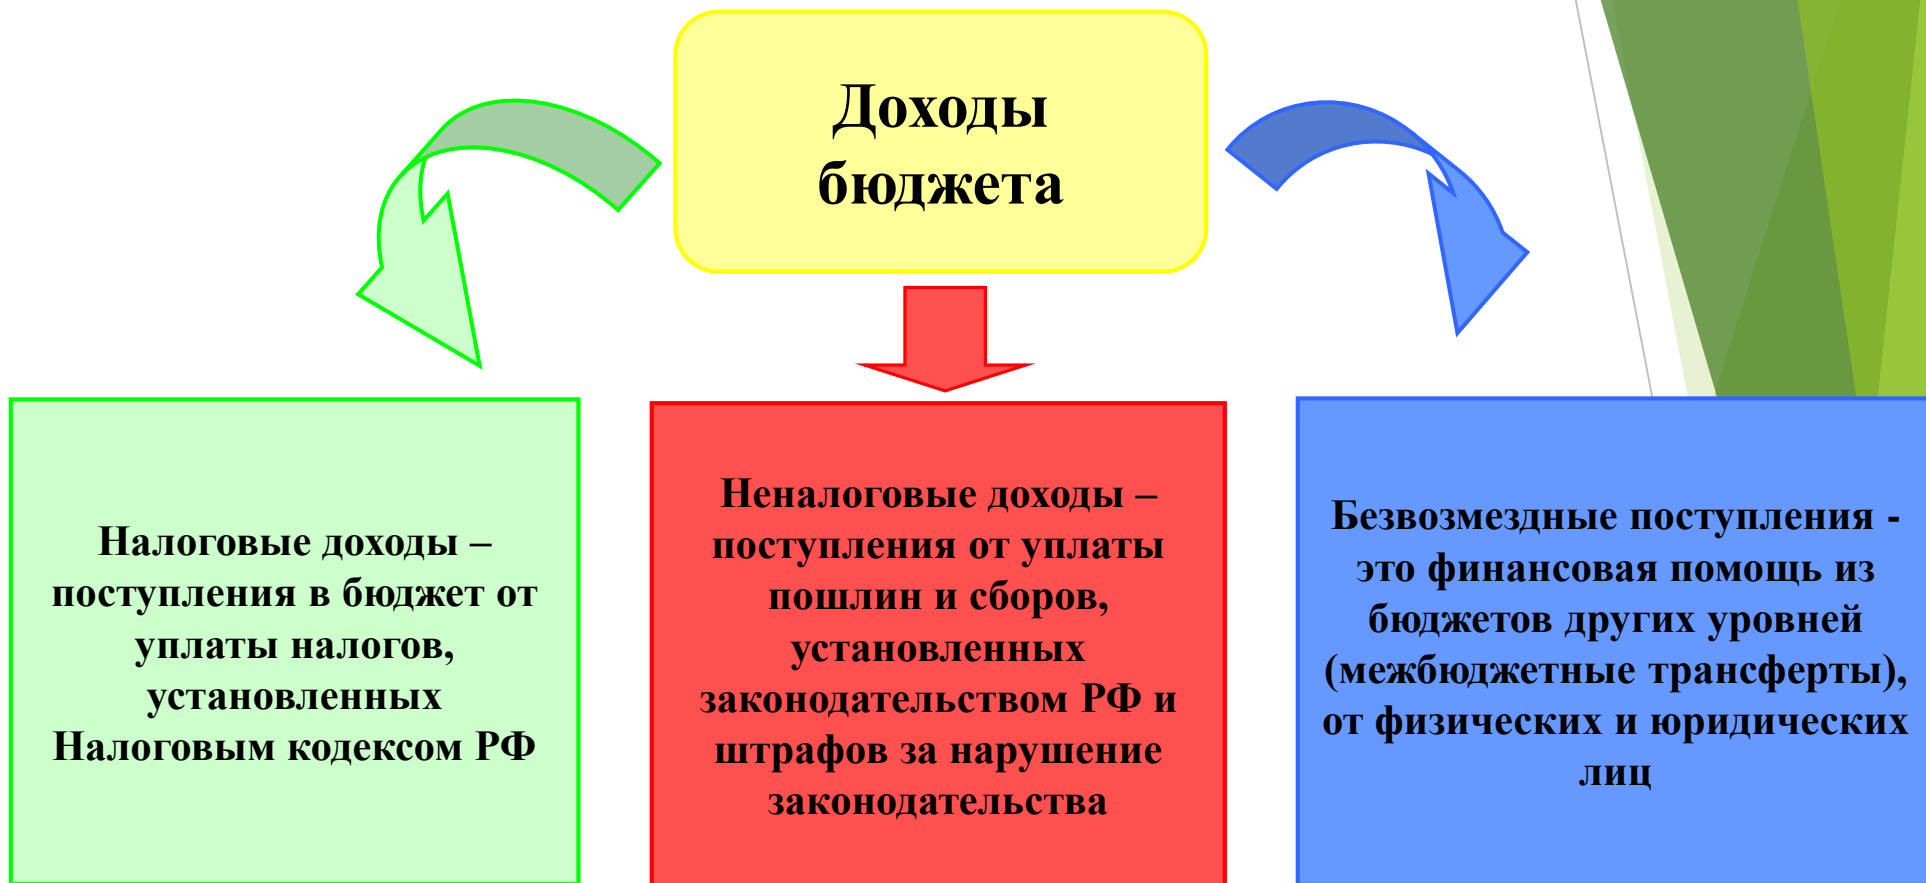 Доходы
бюджета
Налоговые доходы –
поступления в бюджет от
уплаты налогов,
установленных
Налоговым кодексом РФ
Неналоговые доходы –
поступления от уплаты
пошлин и сборов,
установленных
законодательством РФ и
штрафов за нарушение
законодательства
Безвозмездные поступления -
это финансовая помощь из
бюджетов других уровней
(межбюджетные трансферты),
от физических и юридических
лиц